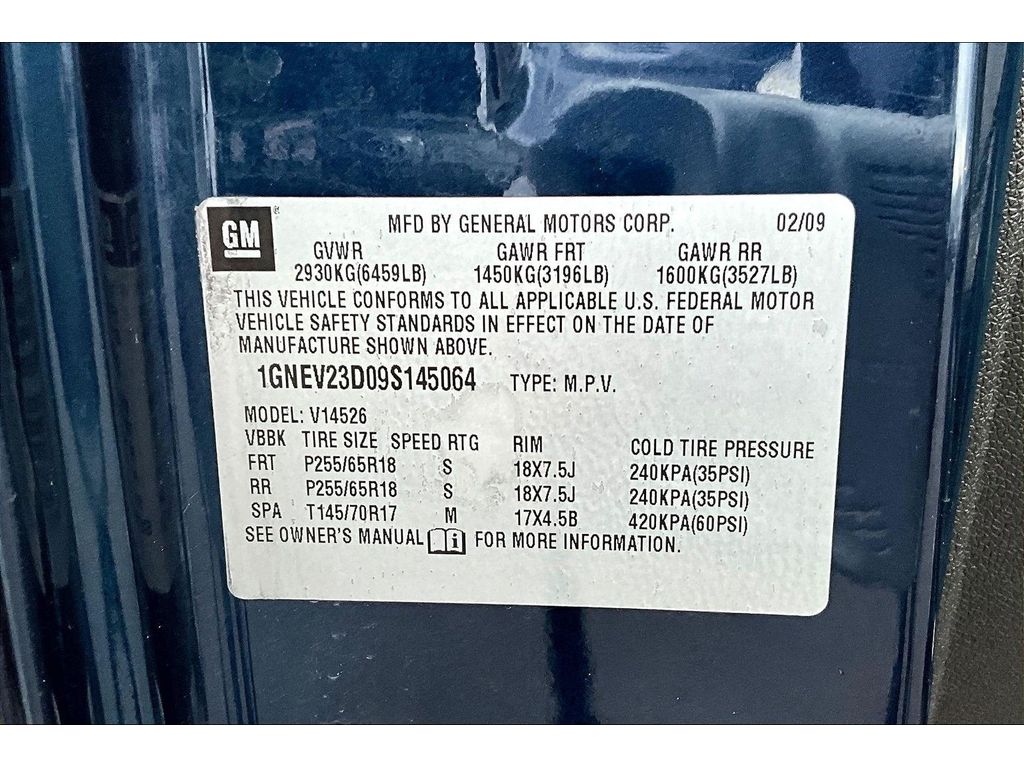 GM ® MFD BY GENERAL MOTORS CORP. 02/09
GVWR GAWR FRT GAWR RR
2930KG(6459LB) 1450KG(3196LB) 1600KG(3527LB)
THIS VEHICLE CONFORMS TO ALL APPLICABLE U.S. FEDERAL MOTOR
VEHICLE SAFETY STANDARDS IN EFFECT ON THE DATE OF
MANUFACTURE SHOWN ABOVE.
1GNEV23D09S145064 TYPE: M.P.V.
MODEL: V14526
VBBK TIRE SIZE SPEED RTG RIM COLD TIRE PRESSURE
FRT P255/65R18 S 18X7.5J 240KPA(35PSI)
RR P255/65R18 S 18X7.5J 240KPA(35PSI)
SPA T145/70R17 M 17X4.5B 420KPA(60PSI)
SEE OWNER'S MANUAL i FOR MORE INFORMATION.